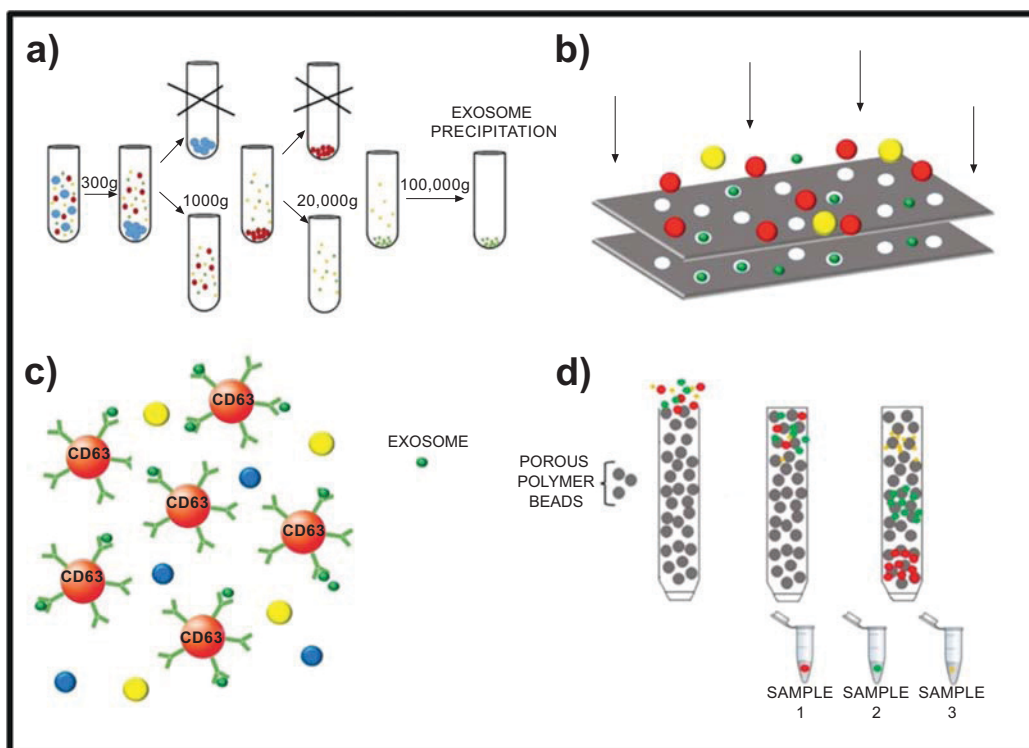 a)
300g
1000g
20,000g
100,000g
EXOSOME
PRECIPITATION
b)
c)
CD63
CD63
CD63
CD63
CD63
CD63
EXOSOME
d)
POROUS
POLYMER
BEADS
SAMPLE
1
SAMPLE
2
SAMPLE
3